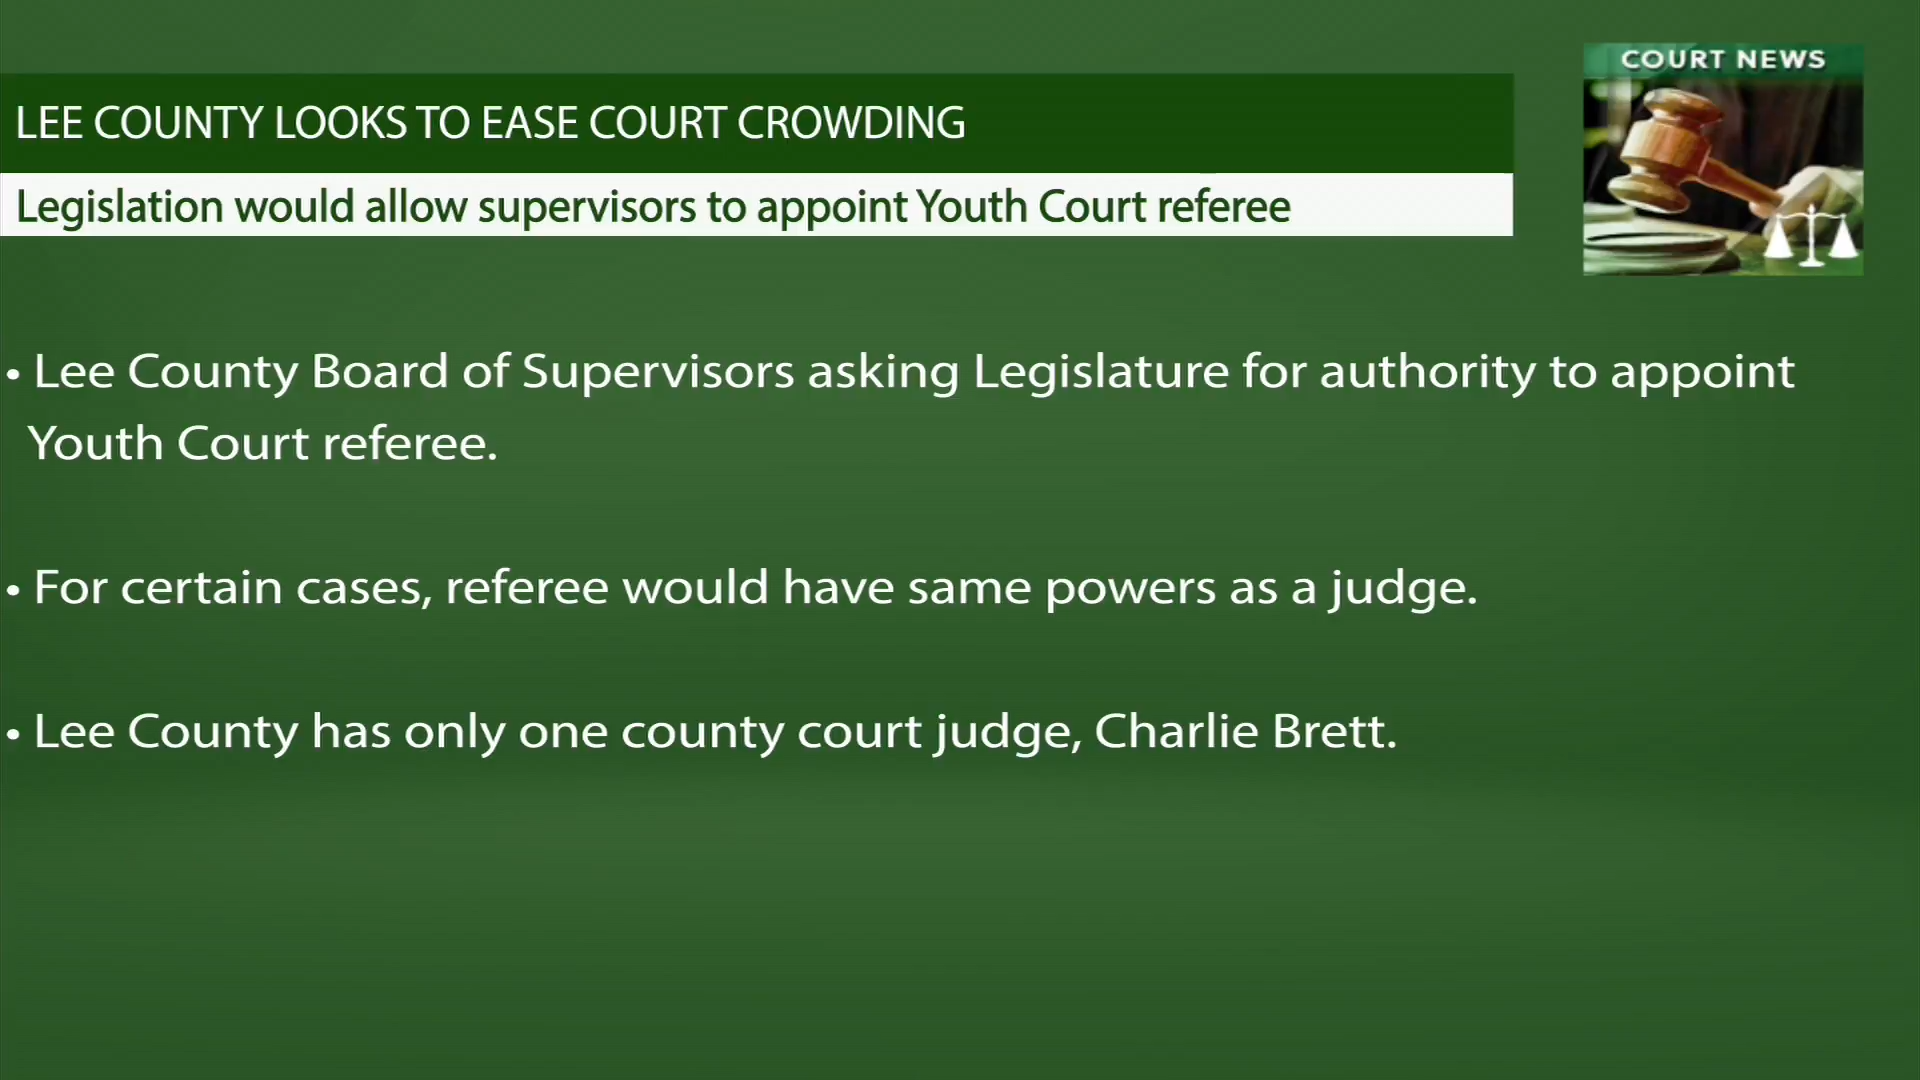 COURT NEWS
LEE COUNTY LOOKS TO EASE COURT CROWDING
Legislation would allow supervisors to appoint Youth Court referee
• Lee County Board of Supervisors asking Legislature for authority to appoint
Youth Court referee.
• For certain cases, referee would have same powers as a judge.
• Lee County has only one county court judge, Charlie Brett.